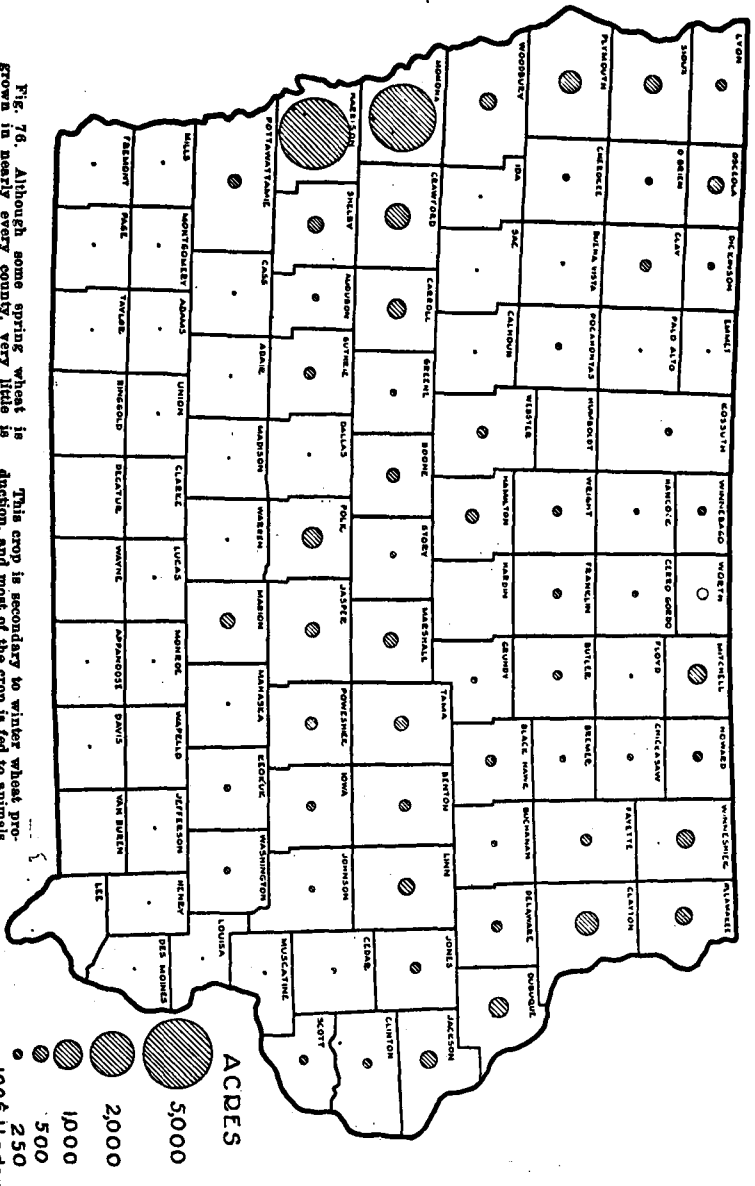 LYON
OSCEOLA
DICKINSON
EMMET
KOSSUTH
WINNEBAGO
WORTH
MITCHELL
HOWARD
WINNESHIEK
ALLAMAKEE
SIOUX
O'BRIEN
CLAY
PALO ALTO
HANCOCK
CERRO GORDO
FLOYD
CHICKASAW
FAYETTE
CLAYTON
PLYMOUTH
CHEROKEE
BUENA VISTA
POCAHONTAS
HUMBOLDT
WRIGHT
FRANKLIN
BUTLER
BREMER
WOODBURY
IDA
SAC
CALHOUN
WEBSTER
HAMILTON
HARDIN
GRUNDY
BLACK HAWK
BUCHANAN
DELAWARE
DUBUQUE
MONONA
CRAWFORD
CARROLL
GREENE
BOONE
STORY
MARSHALL
TAMA
BENTON
LINN
JONES
JACKSON
HARRISON
SHELBY
AUDUBON
GUTHRIE
DALLAS
POLK
JASPER
POWESHIEK
IOWA
JOHNSON
CEDAR
CLINTON
SCOTT
POTTAWATTAMIE
CASS
ADAIR
MADISON
WARREN
MARION
MAHASKA
KEOKUK
WASHINGTON
MUSCATINE
LOUISA
MILLS
MONTGOMERY
ADAMS
UNION
CLARKE
LUCAS
MONROE
WAPELLO
JEFFERSON
HENRY
DES MOINES
FREMONT
PAGE
TAYLOR
RINGGOLD
DECATUR
WAYNE
APPANOOSE
DAVIS
VAN BUREN
LEE
ACRES
5,000
2,000
1,000
500
250
Fig. 76. Although some spring wheat is
grown in nearly every county, very little is
This crop is secondary to winter wheat pro-
duction, and most of the crop is fed to animals